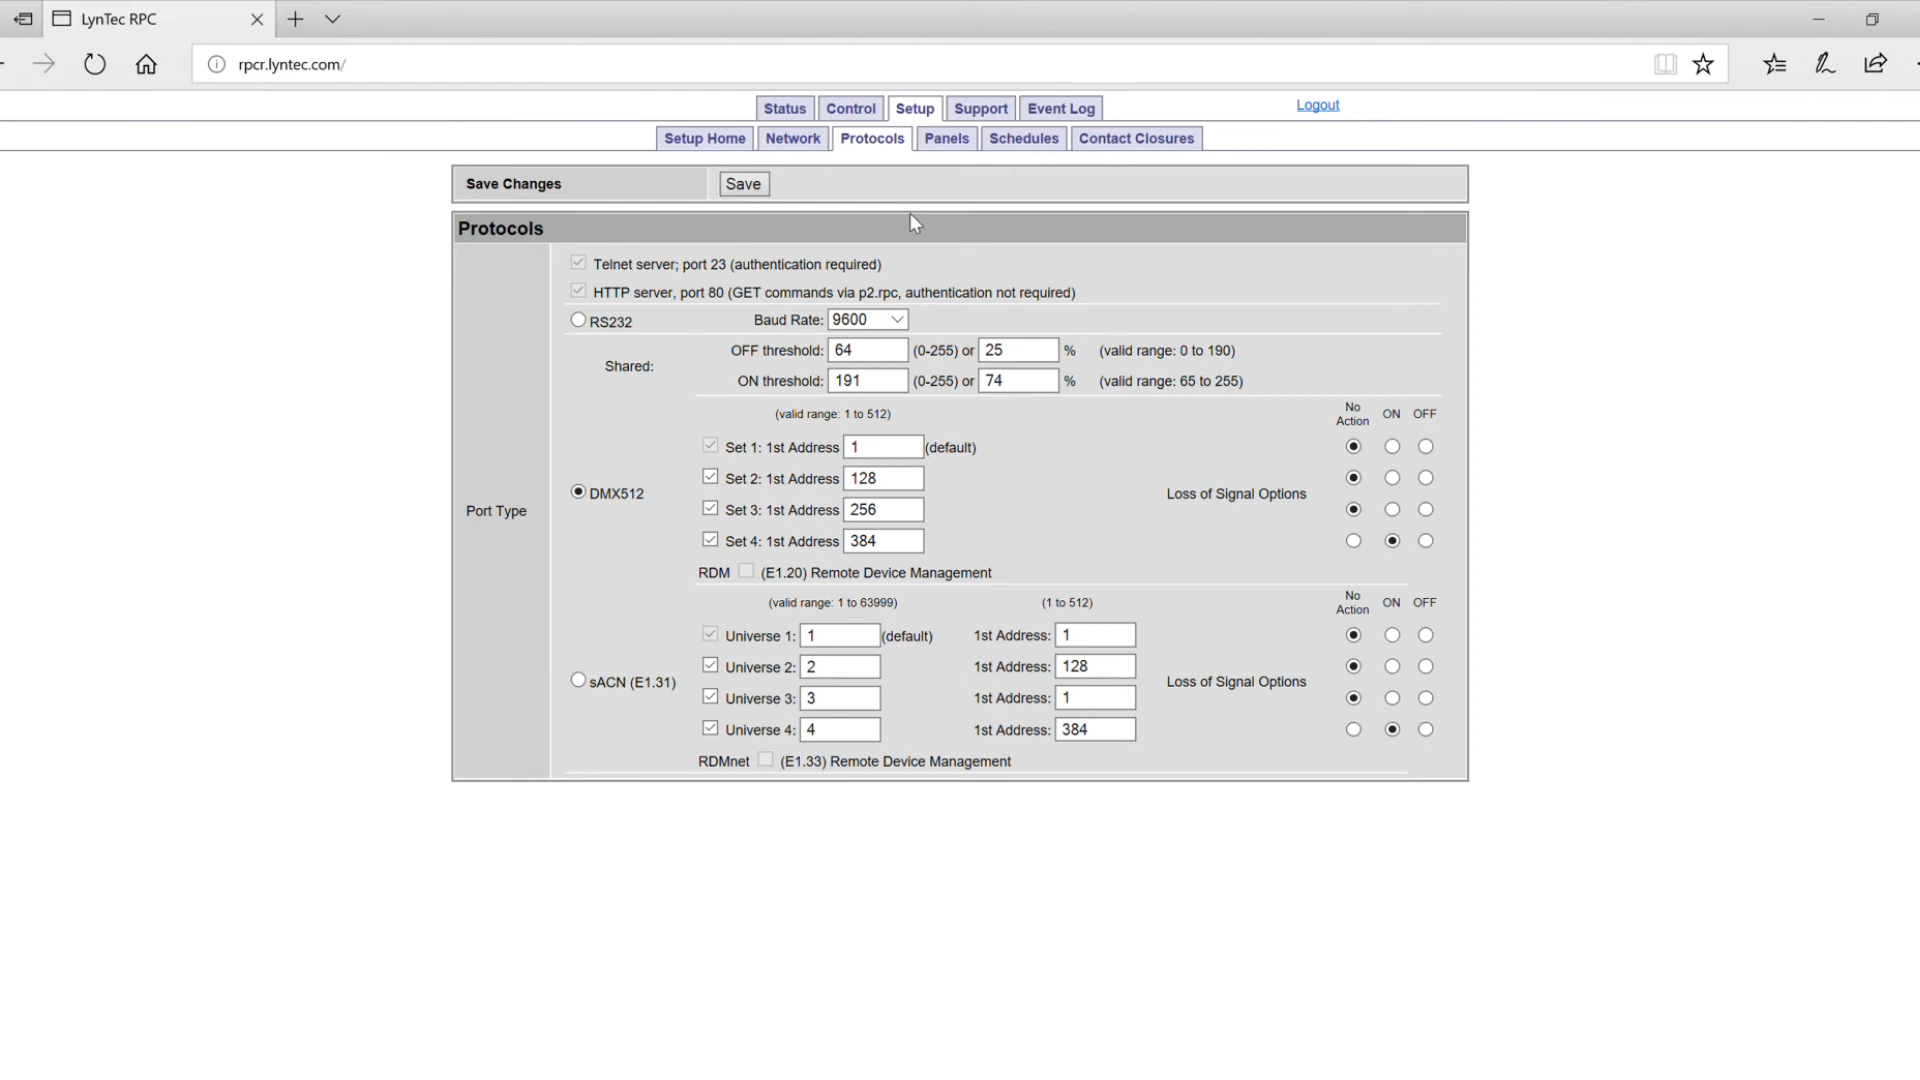 LynTec RPC
rpcr.lyntec.com/
Status Control Setup Support Event Log Logout
Setup Home Network Protocols Panels Schedules Contact Closures
Save Changes Save
Protocols
Telnet server; port 23 (authentication required)
HTTP server, port 80 (GET commands via p2.rpc, authentication not required)
RS232 Baud Rate: 9600
OFF threshold: 64 (0-255) or 25 % (valid range: 0 to 190)
Shared:
ON threshold: 191 (0-255) or 74 % (valid range: 65 to 255)
(valid range: 1 to 512) No Action ON OFF
Set 1: 1st Address 1 (default)
Set 2: 1st Address 128
DMX512 Loss of Signal Options
Port Type
Set 3: 1st Address 256
Set 4: 1st Address 384
RDM (E1.20) Remote Device Management
(valid range: 1 to 63999) (1 to 512) No Action ON OFF
Universe 1: 1 (default) 1st Address: 1
Universe 2: 2 1st Address: 128
sACN (E1.31) Loss of Signal Options
Universe 3: 3 1st Address: 1
Universe 4: 4 1st Address: 384
RDMnet (E1.33) Remote Device Management